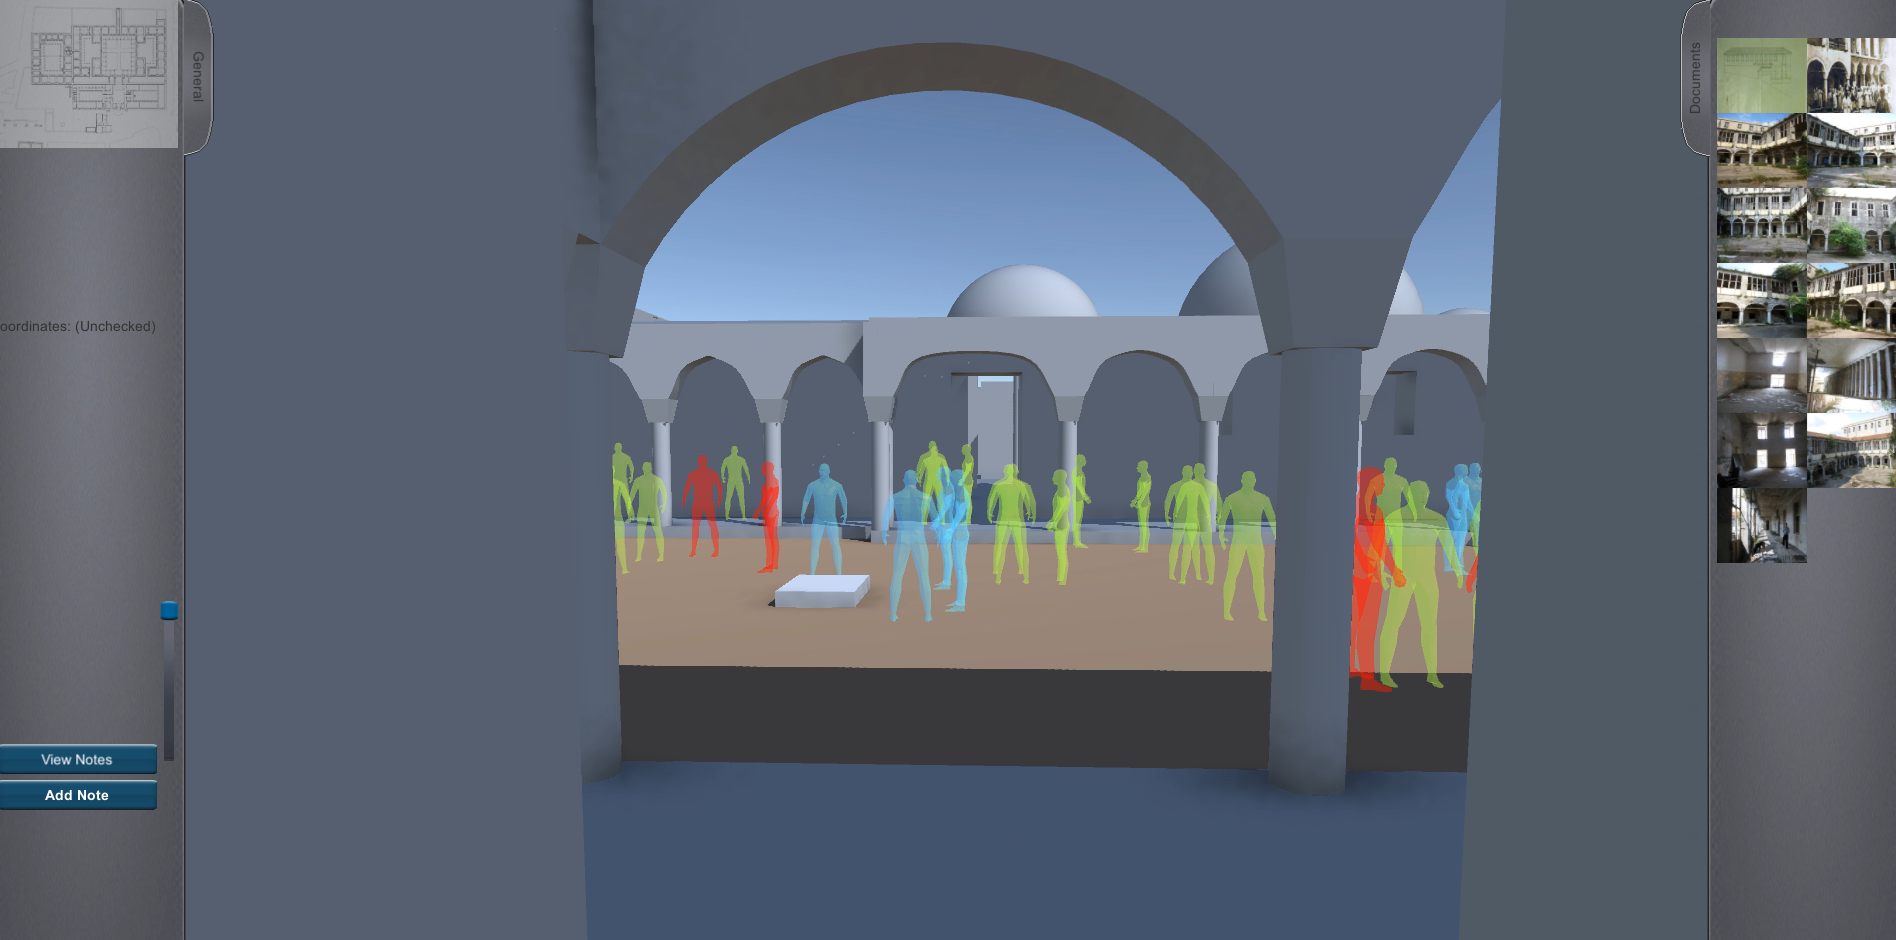 General
Documents
oordinates: (Unchecked)
View Notes
Add Note